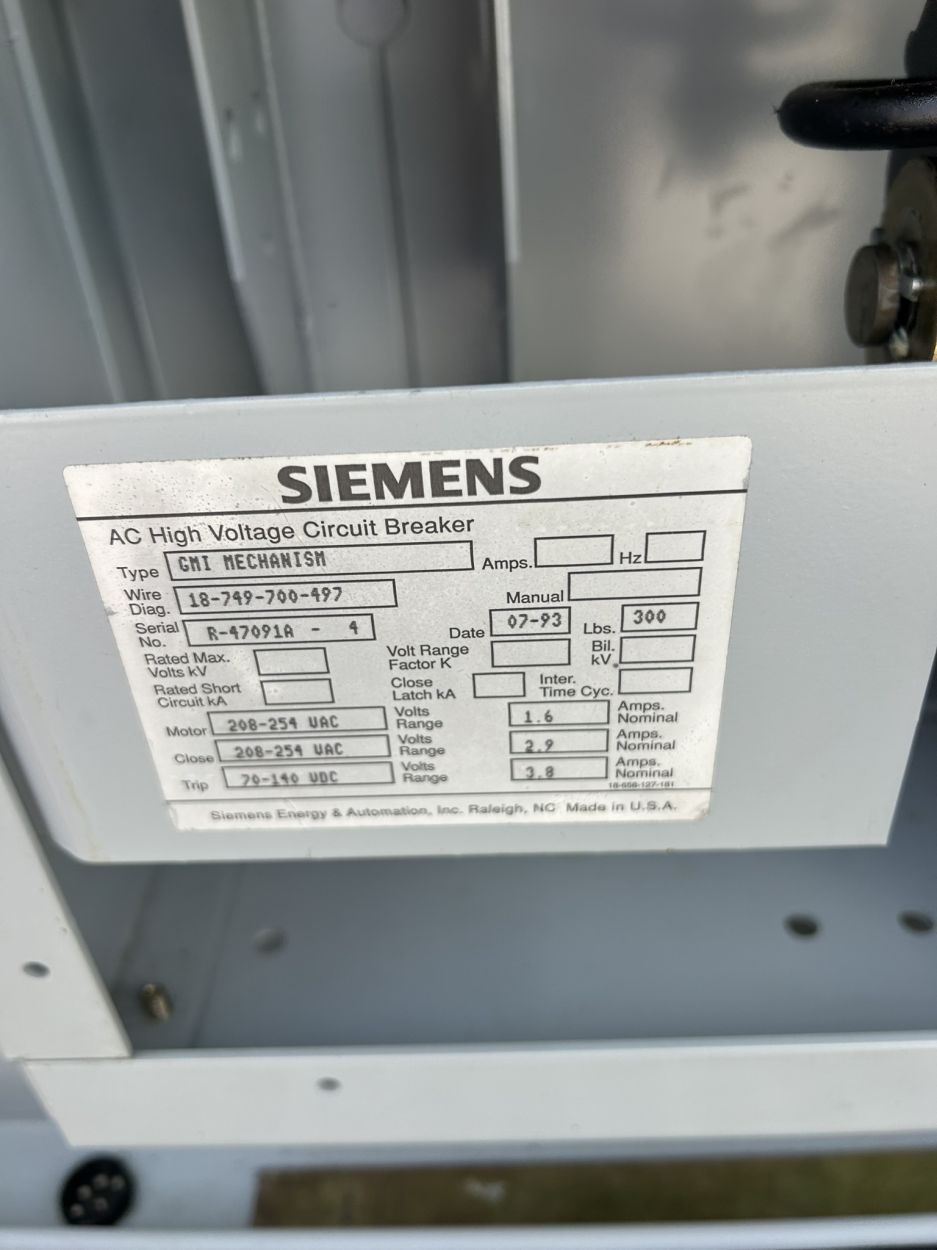 SIEMENS
AC High Voltage Circuit Breaker
Type GMI MECHANISM Amps. Hz
Wire Diag. 18-749-700-497 Manual
Serial No. R-47091A - 4 Date 07-93 Lbs. 300
Rated Max. Volts kV Volt Range Factor K Bil. kV.
Rated Short Circuit kA Close Latch kA Inter. Time Cyc.
Motor 208-254 VAC Volts Range 1.6 Amps. Nominal
Close 208-254 VAC Volts Range 2.9 Amps. Nominal
Trip 70-140 VDC Volts Range 3.8 Amps. Nominal
Siemens Energy & Automation, Inc. Raleigh, NC Made in U.S.A.